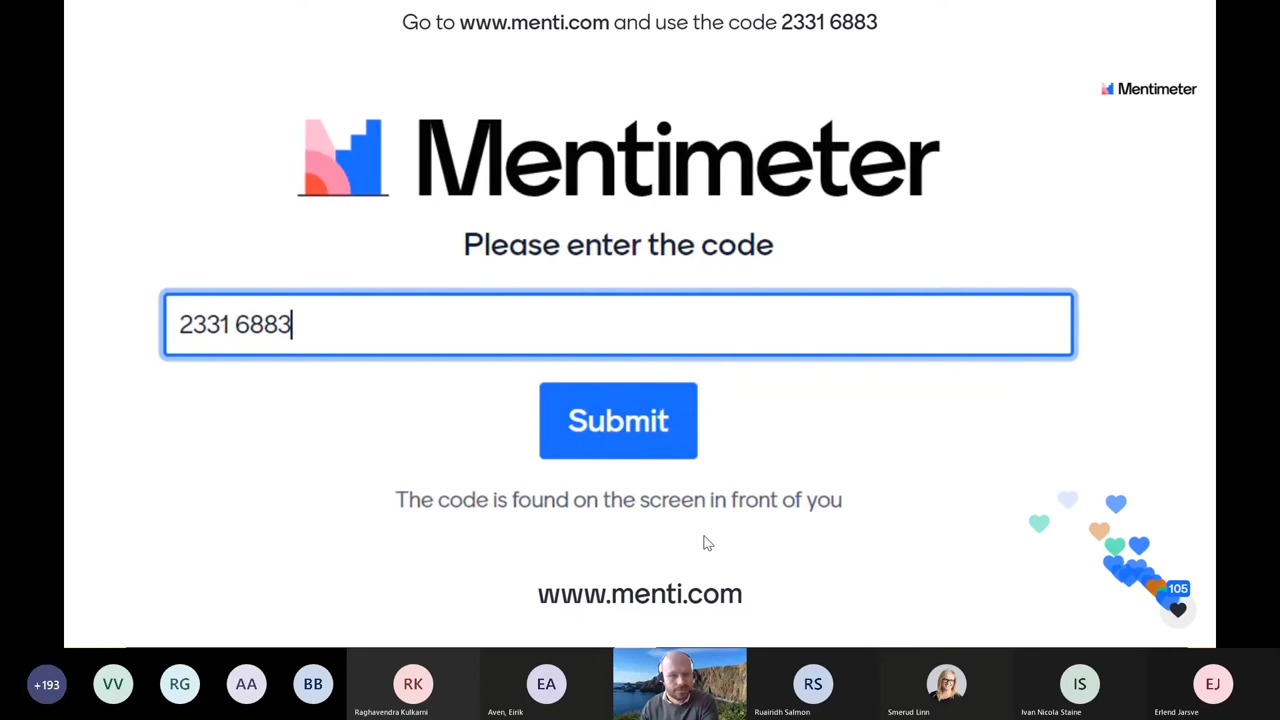 Go to www.menti.com and use the code 2331 6883
Mentimeter
Mentimeter
Please enter the code
2331 6883
Submit
The code is found on the screen in front of you
www.menti.com
105
+193
VV
RG
AA
BB
RK
EA
RS
IS
EJ
Raghavendra Kulkarni
Aven, Eirik
Ruairidh Salmon
Smerud Linn
Ivan Nicola Staine
Erlend Jarsve